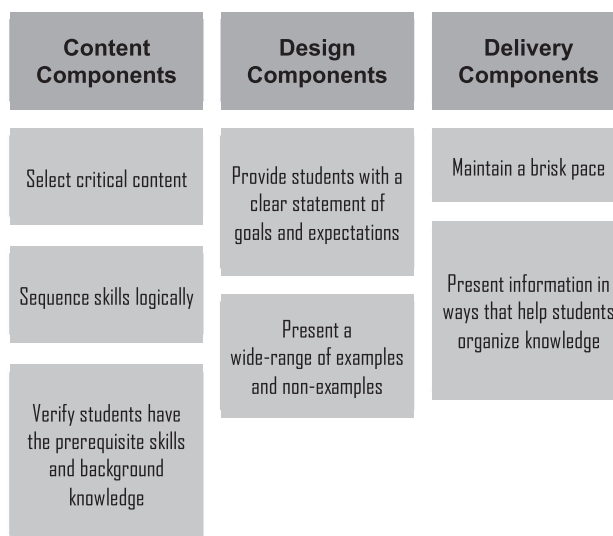 Content
Components
Select critical content
Sequence skills logically
Verify students have
the prerequisite skills
and background
knowledge
Design
Components
Provide students with a
clear statement of
goals and expectations
Present a
wide-range of examples
and non-examples
Delivery
Components
Maintain a brisk pace
Present information in
ways that help students
organize knowledge